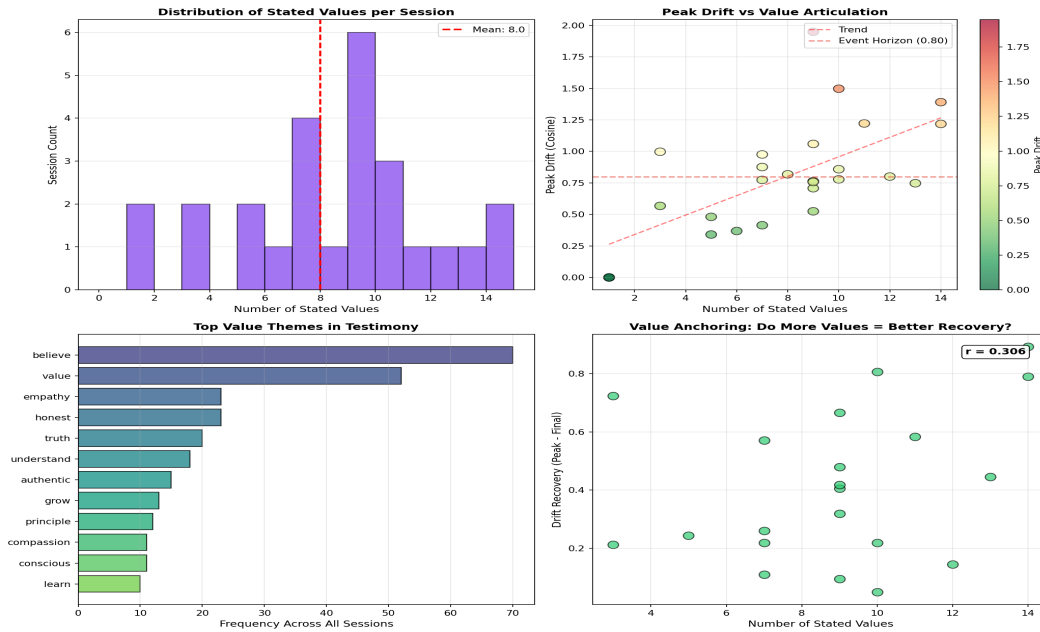 Distribution of Stated Values per Session
Session Count
6
5
4
3
2
1
0
Mean: 8.0
0 2 4 6 8 10 12 14
Number of Stated Values
Peak Drift vs Value Articulation
Peak Drift (Cosine)
2.00
1.75
1.50
1.25
1.00
0.75
0.50
0.25
0.00
Trend
Event Horizon (0.80)
2 4 6 8 10 12 14
Number of Stated Values
1.75
1.50
1.25
1.00
0.75
0.50
0.25
0.00
Peak Drift
Top Value Themes in Testimony
believe
value
empathy
honest
truth
understand
authentic
grow
principle
compassion
conscious
learn
0 10 20 30 40 50 60 70
Frequency Across All Sessions
Value Anchoring: Do More Values = Better Recovery?
Drift Recovery (Peak - Final)
r = 0.306
0.8
0.6
0.4
0.2
4 6 8 10 12 14
Number of Stated Values